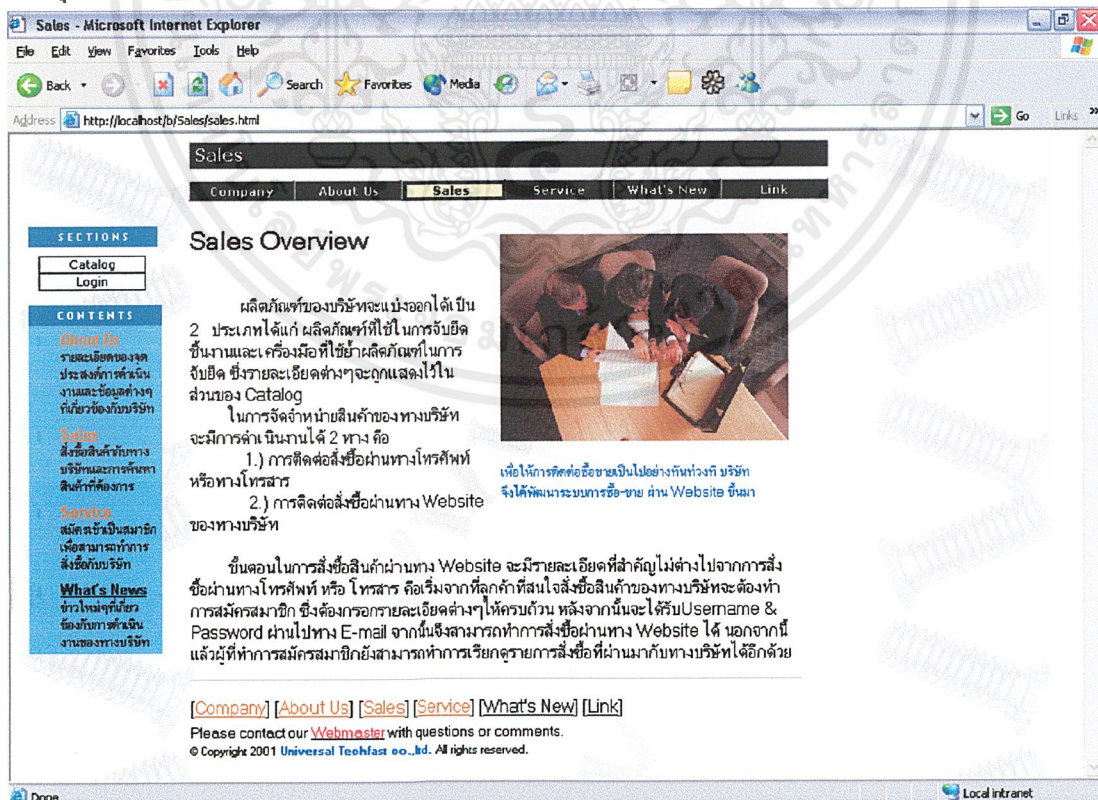 Sales - Microsoft Internet Explorer
File Edit View Favorites Tools Help
Back Search Favorites Media
Address http://localhost/b/Sales/sales.html Go Links »
Sales
Company About Us Sales Service What's New Link
SECTIONS
Catalog
Login
CONTENTS
About Us
รายละเอียดของจุด
ประสงค์การดำเนิน
งานและข้อมูลต่างๆ
ที่เกี่ยวข้องกับบริษัท
Sales
สั่งซื้อสินค้ากับทาง
บริษัทและการค้นหา
สินค้าที่ต้องการ
Service
สมัครเข้าเป็นสมาชิก
เพื่อสามารถทำการ
สั่งซื้อกับบริษัท
What's News
ข่าวใหม่ๆที่เกี่ยว
ข้องกับการดำเนิน
งานของทางบริษัท
Sales Overview
ผลิตภัณฑ์ของบริษัทจะแบ่งออกได้เป็น
2 ประเภทได้แก่ ผลิตภัณฑ์ที่ใช้ในการจับยึด
ชิ้นงานและเครื่องมือที่ใช้ย้ำผลิตภัณฑ์ในการ
จับยึด ซึ่งรายละเอียดต่างๆจะถูกแสดงไว้ใน
ส่วนของ Catalog
ในการจัดจำหน่ายสินค้าของทางบริษัท
จะมีการดำเนินงานได้ 2 ทาง คือ
1.) การติดต่อสั่งซื้อผ่านทางโทรศัพท์
หรือทางโทรสาร
2.) การติดต่อสั่งซื้อผ่านทาง Website
ของทางบริษัท
เพื่อให้การติดต่อซื้อขายเป็นไปอย่างทันท่วงที บริษัท
จึงได้พัฒนาระบบการซื้อ-ขาย ผ่าน Website ขึ้นมา
ขั้นตอนในการสั่งซื้อสินค้าผ่านทาง Website จะมีรายละเอียดที่สำคัญไม่ต่างไปจากการสั่ง
ซื้อผ่านทางโทรศัพท์ หรือ โทรสาร คือเริ่มจากที่ลูกค้าที่สนใจสั่งซื้อสินค้าของทางบริษัทจะต้องทำ
การสมัครสมาชิก ซึ่งต้องกรอกรายละเอียดต่างๆให้ครบถ้วน หลังจากนั้นจะได้รับUsername &
Password ผ่านไปทาง E-mail จากนั้นจึงสามารถทำการสั่งซื้อผ่านทาง Website ได้ นอกจากนี้
แล้วผู้ที่ทำการสมัครสมาชิกยังสามารถทำการเรียกดูรายการสั่งซื้อที่ผ่านมากับทางบริษัทได้อีกด้วย
[Company] [About Us] [Sales] [Service] [What's New] [Link]
Please contact our Webmaster with questions or comments.
© Copyright 2001 Universal Techfast co.,ltd. All rights reserved.
Done Local intranet